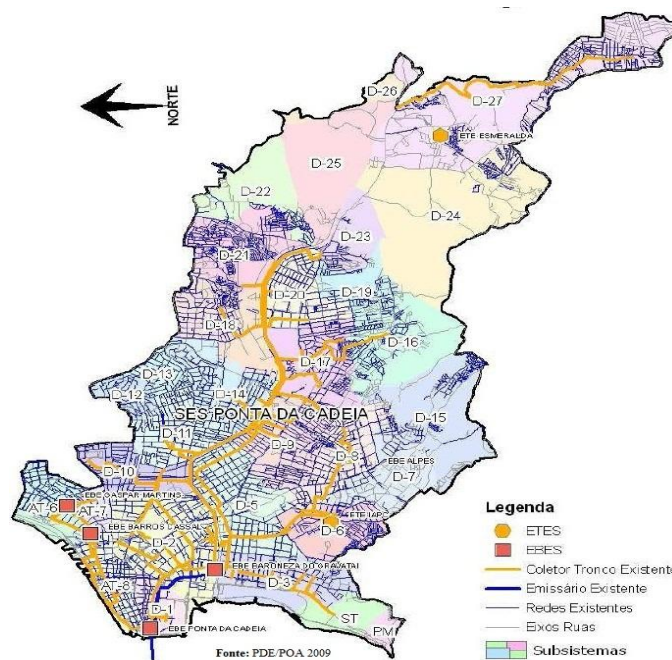 NORTE
D-26
D-27
ETE ESMERALDA
D-25
D-22
D-24
D-23
D-21
D-20
D-19
D-18
D-16
D-17
D-13
D-12
D-14
SES PONTA DA CADEIA
D-15
D-11
D-9
D-8
EBE ALPES
D-10
D-7
AT-6
EBE GASPAR MARTINS
D-5
AT-7
EBE BARROS CASSAL
ETE IAPI
D-6
D-2
EBE BARONEZA DO GRAVATAI
AT-8
D-3
D-1
ST
EBE PONTA DA CADEIA
PM
Fonte: PDE/POA 2009
Legenda
ETES
EBES
Coletor Tronco Existente
Emissário Existente
Redes Existentes
Eixos Ruas
Subsistemas